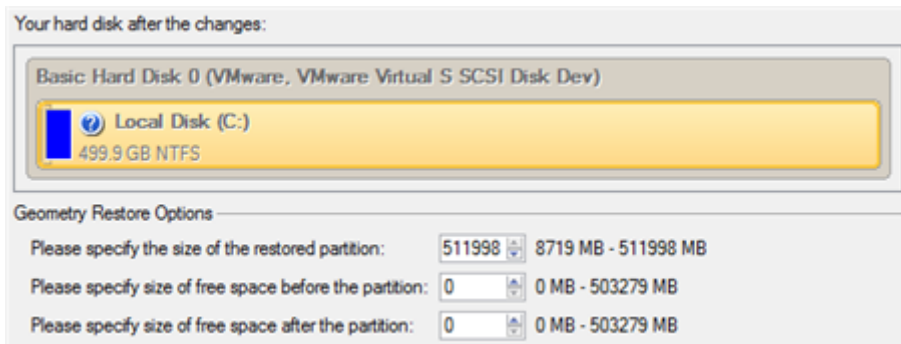 Your hard disk after the changes:
Basic Hard Disk 0 (VMware, VMware Virtual S SCSI Disk Dev)
Local Disk (C:)
499.9 GB NTFS
Geometry Restore Options
Please specify the size of the restored partition: 511998 8719 MB - 511998 MB
Please specify size of free space before the partition: 0 0 MB - 503279 MB
Please specify size of free space after the partition: 0 0 MB - 503279 MB